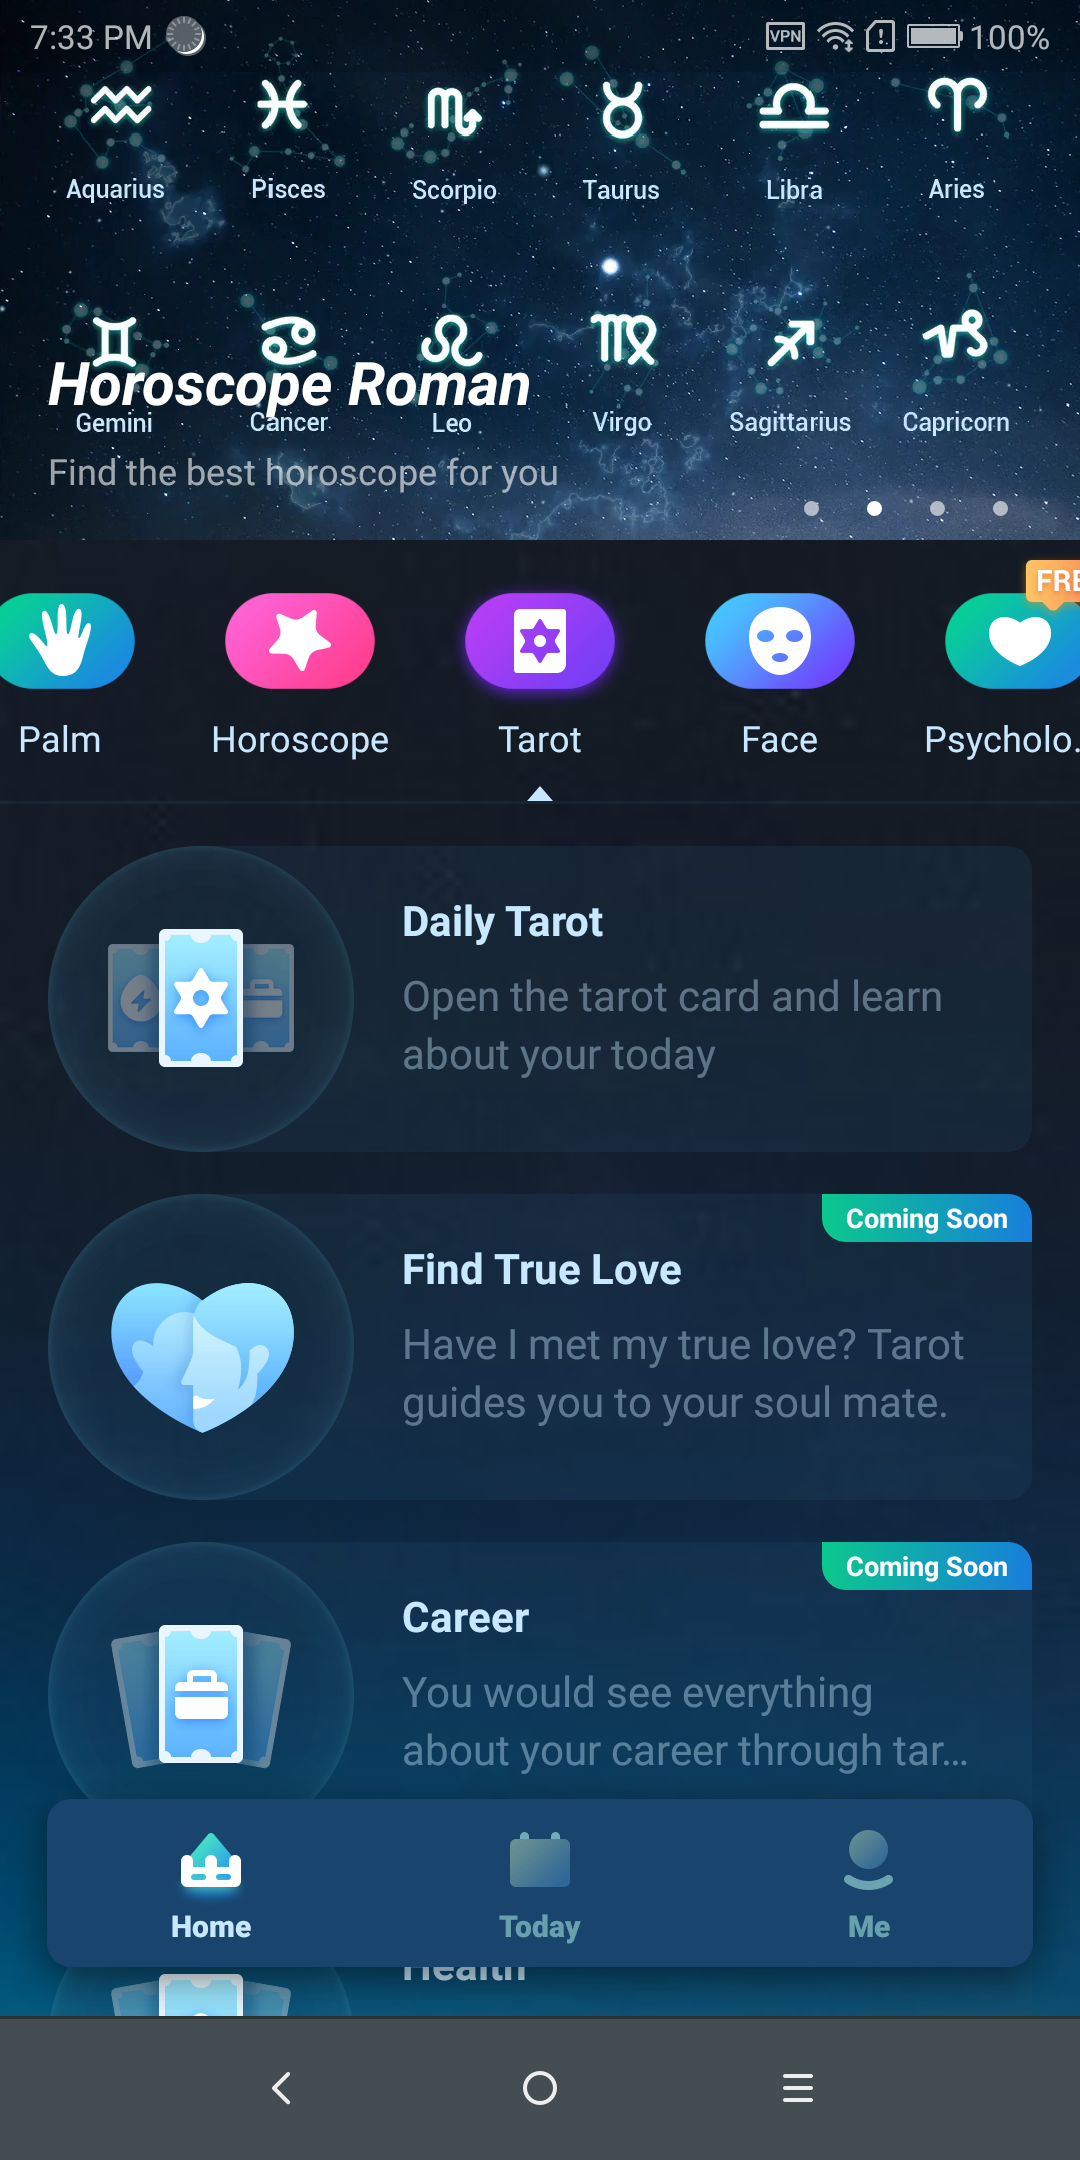 7:33 PM
VPN
100%
Aquarius
Pisces
Scorpio
Taurus
Libra
Aries
Horoscope Roman
Gemini
Cancer
Leo
Virgo
Sagittarius
Capricorn
Find the best horoscope for you
FRE
Palm
Horoscope
Tarot
Face
Psycholo.
Daily Tarot
Open the tarot card and learn
about your today
Coming Soon
Find True Love
Have I met my true love? Tarot
guides you to your soul mate.
Coming Soon
Career
You would see everything
about your career through tar...
Home
Today
Me
Health